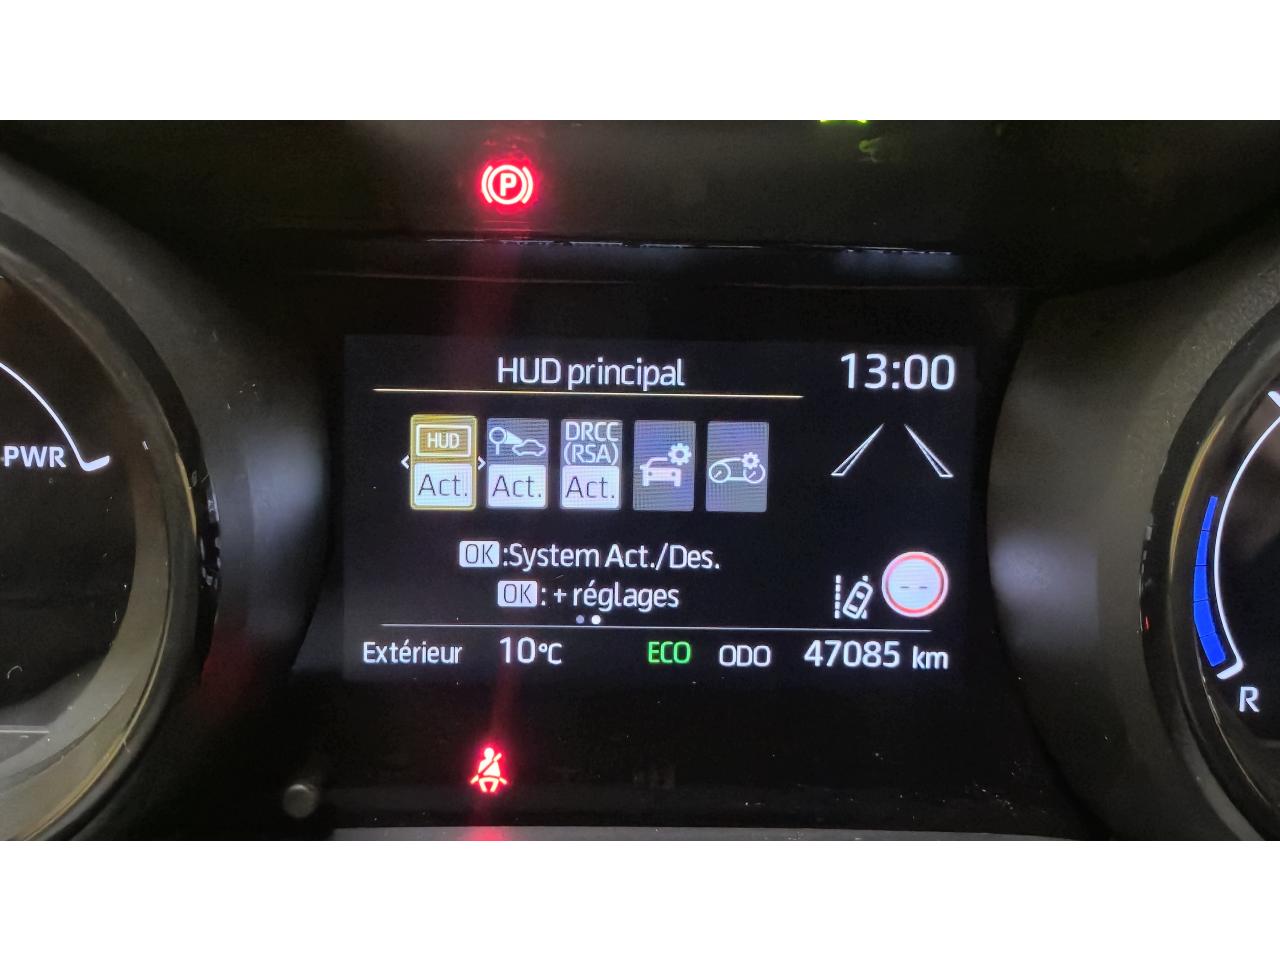 P
HUD principal
13:00
HUD
DRCC
(RSA)
Act.
Act.
Act.
PWR
OK :System Act./Des.
OK : + réglages
--
Extérieur 10°C ECO ODO 47085 km
R